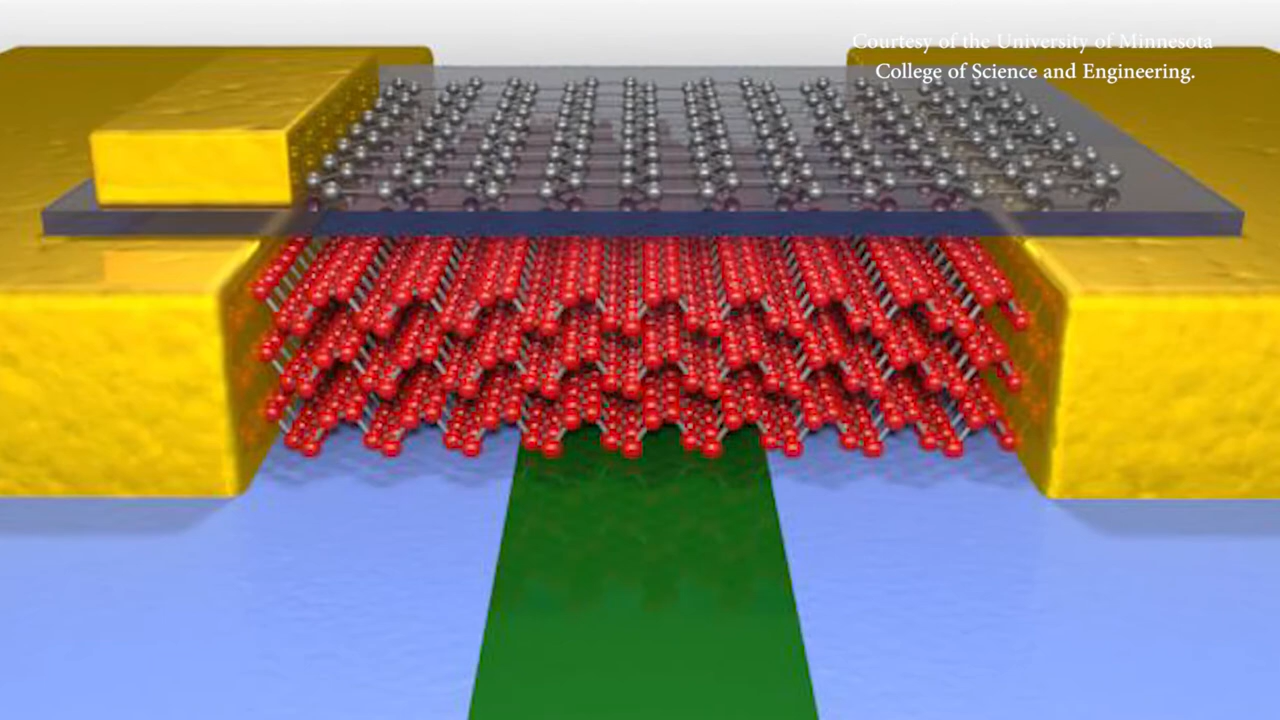 Courtesy of the University of Minnesota
College of Science and Engineering.